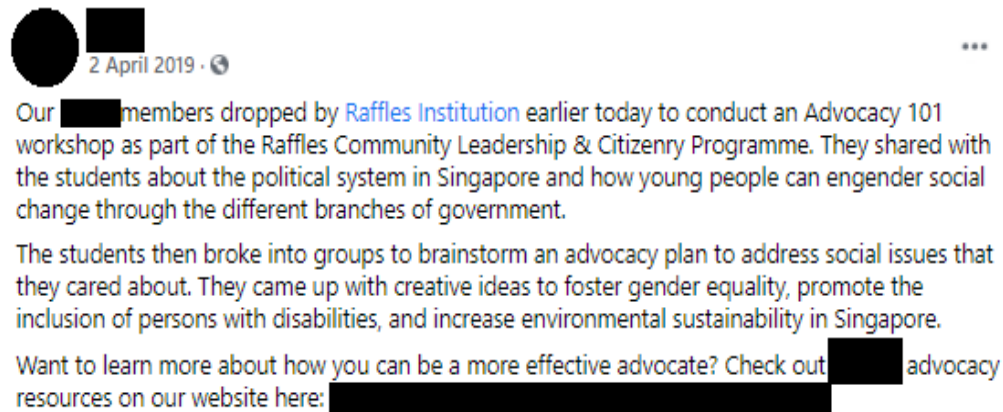 2 April 2019 ·
Our members dropped by Raffles Institution earlier today to conduct an Advocacy 101
workshop as part of the Raffles Community Leadership & Citizenry Programme. They shared with
the students about the political system in Singapore and how young people can engender social
change through the different branches of government.
The students then broke into groups to brainstorm an advocacy plan to address social issues that
they cared about. They came up with creative ideas to foster gender equality, promote the
inclusion of persons with disabilities, and increase environmental sustainability in Singapore.
Want to learn more about how you can be a more effective advocate? Check out advocacy
resources on our website here: